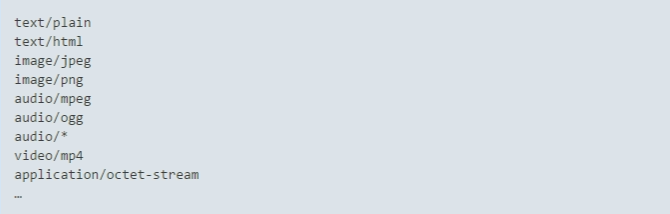 text/plain
text/html
image/jpeg
image/png
audio/mpeg
audio/ogg
audio/*
video/mp4
application/octet-stream
…